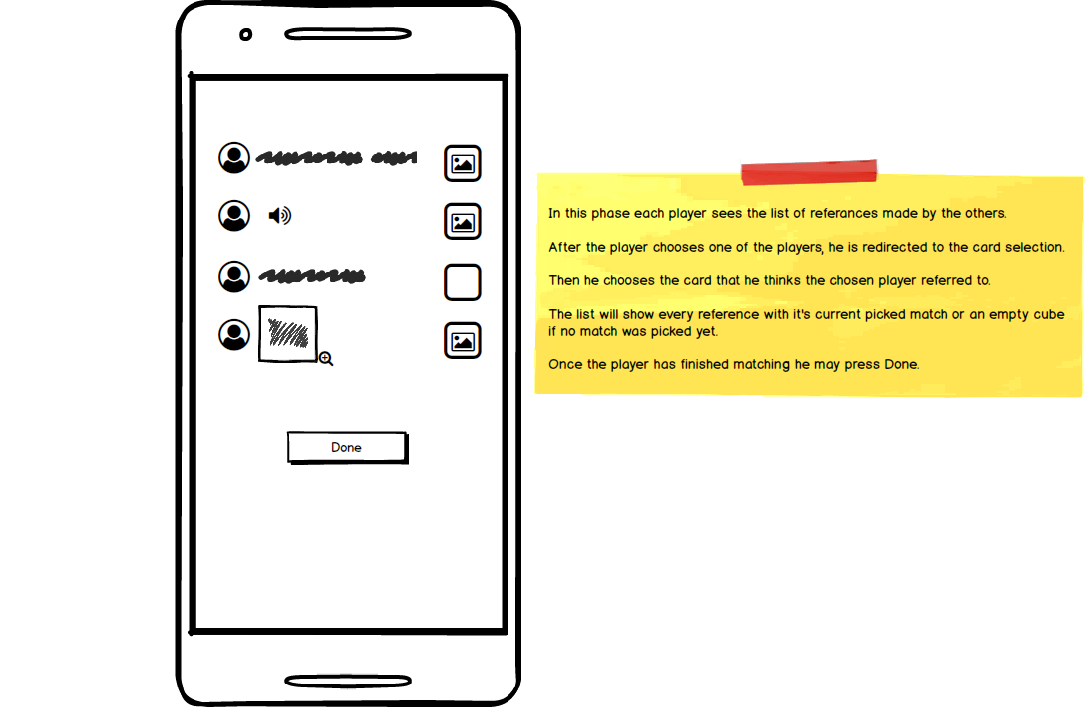 Done
In this phase each player sees the list of referances made by the others.
After the player chooses one of the players, he is redirected to the card selection.
Then he chooses the card that he thinks the chosen player referred to.
The list will show every reference with it's current picked match or an empty cube
if no match was picked yet.
Once the player has finished matching he may press Done.